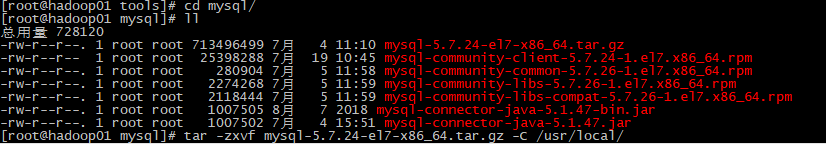 [root@hadoop01 tools]# cd mysql/
[root@hadoop01 mysql]# ll
总用量 728120
-rw-r--r--. 1 root root 713496499 7月   4 11:10 mysql-5.7.24-el7-x86_64.tar.gz
-rw-r--r--  1 root root  25398288 7月  19 10:45 mysql-community-client-5.7.24-1.el7.x86_64.rpm
-rw-r--r--. 1 root root    280904 7月   5 11:58 mysql-community-common-5.7.26-1.el7.x86_64.rpm
-rw-r--r--. 1 root root   2274268 7月   5 11:59 mysql-community-libs-5.7.26-1.el7.x86_64.rpm
-rw-r--r--. 1 root root   2118444 7月   5 11:59 mysql-community-libs-compat-5.7.26-1.el7.x86_64.rpm
-rw-r--r--. 1 root root   1007505 8月   7 2018 mysql-connector-java-5.1.47-bin.jar
-rw-r--r--. 1 root root   1007502 7月   4 15:51 mysql-connector-java-5.1.47.jar
[root@hadoop01 mysql]# tar -zxvf mysql-5.7.24-el7-x86_64.tar.gz -C /usr/local/